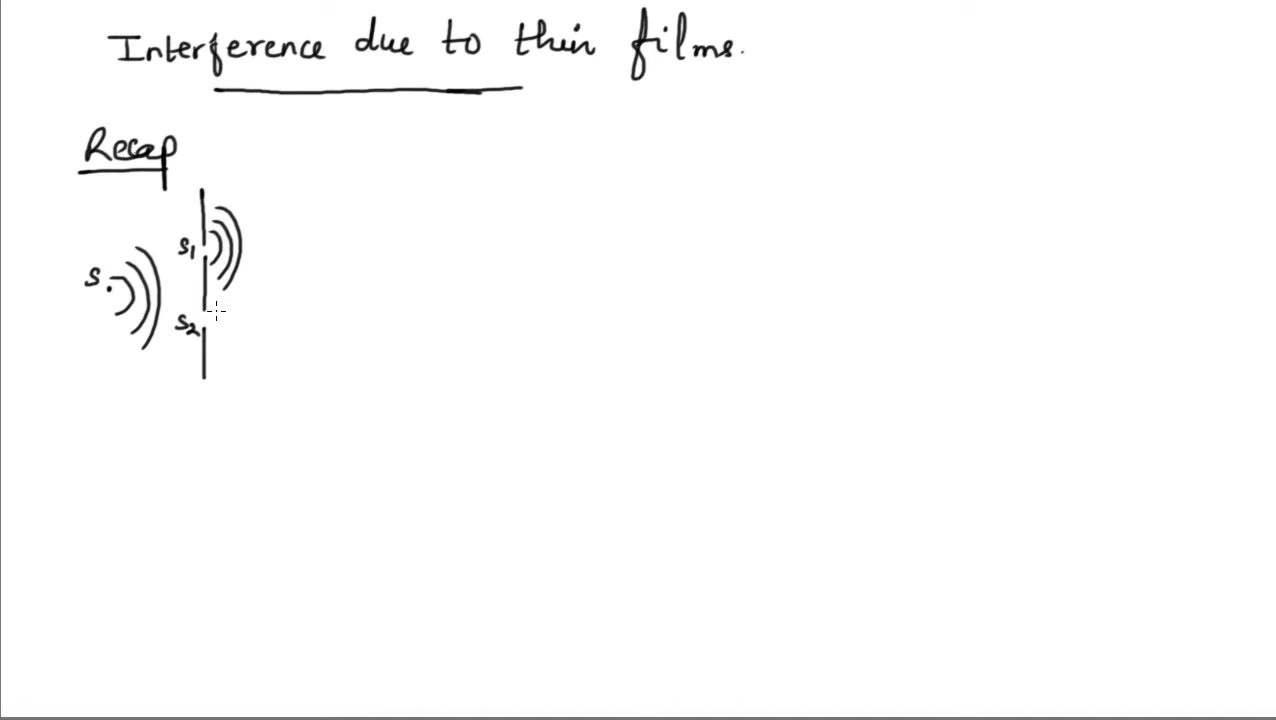 Interference due to thin films.
Recap
S1
S.
S2